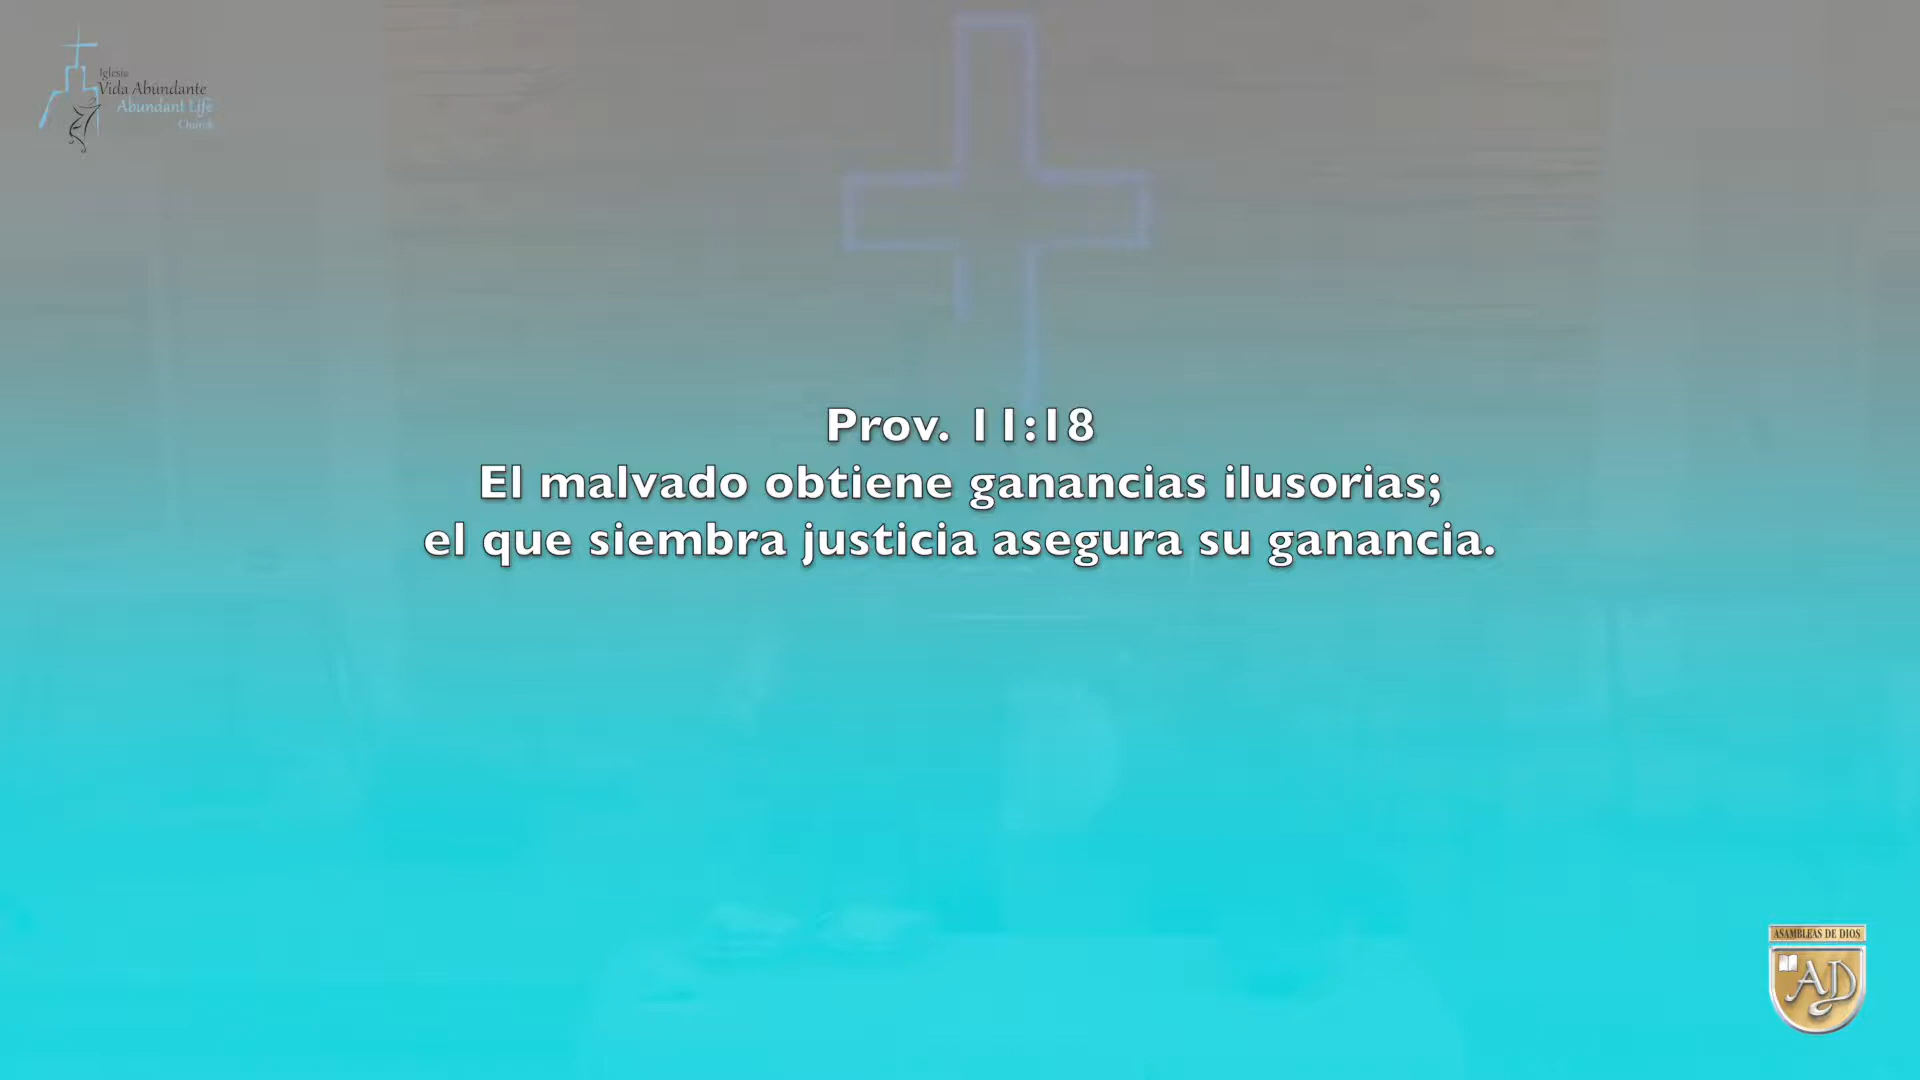 Iglesia
Vida Abundante
Abundant Life
Church
Prov. 11:18
El malvado obtiene ganancias ilusorias;
el que siembra justicia asegura su ganancia.
ASAMBLEAS DE DIOS
AD